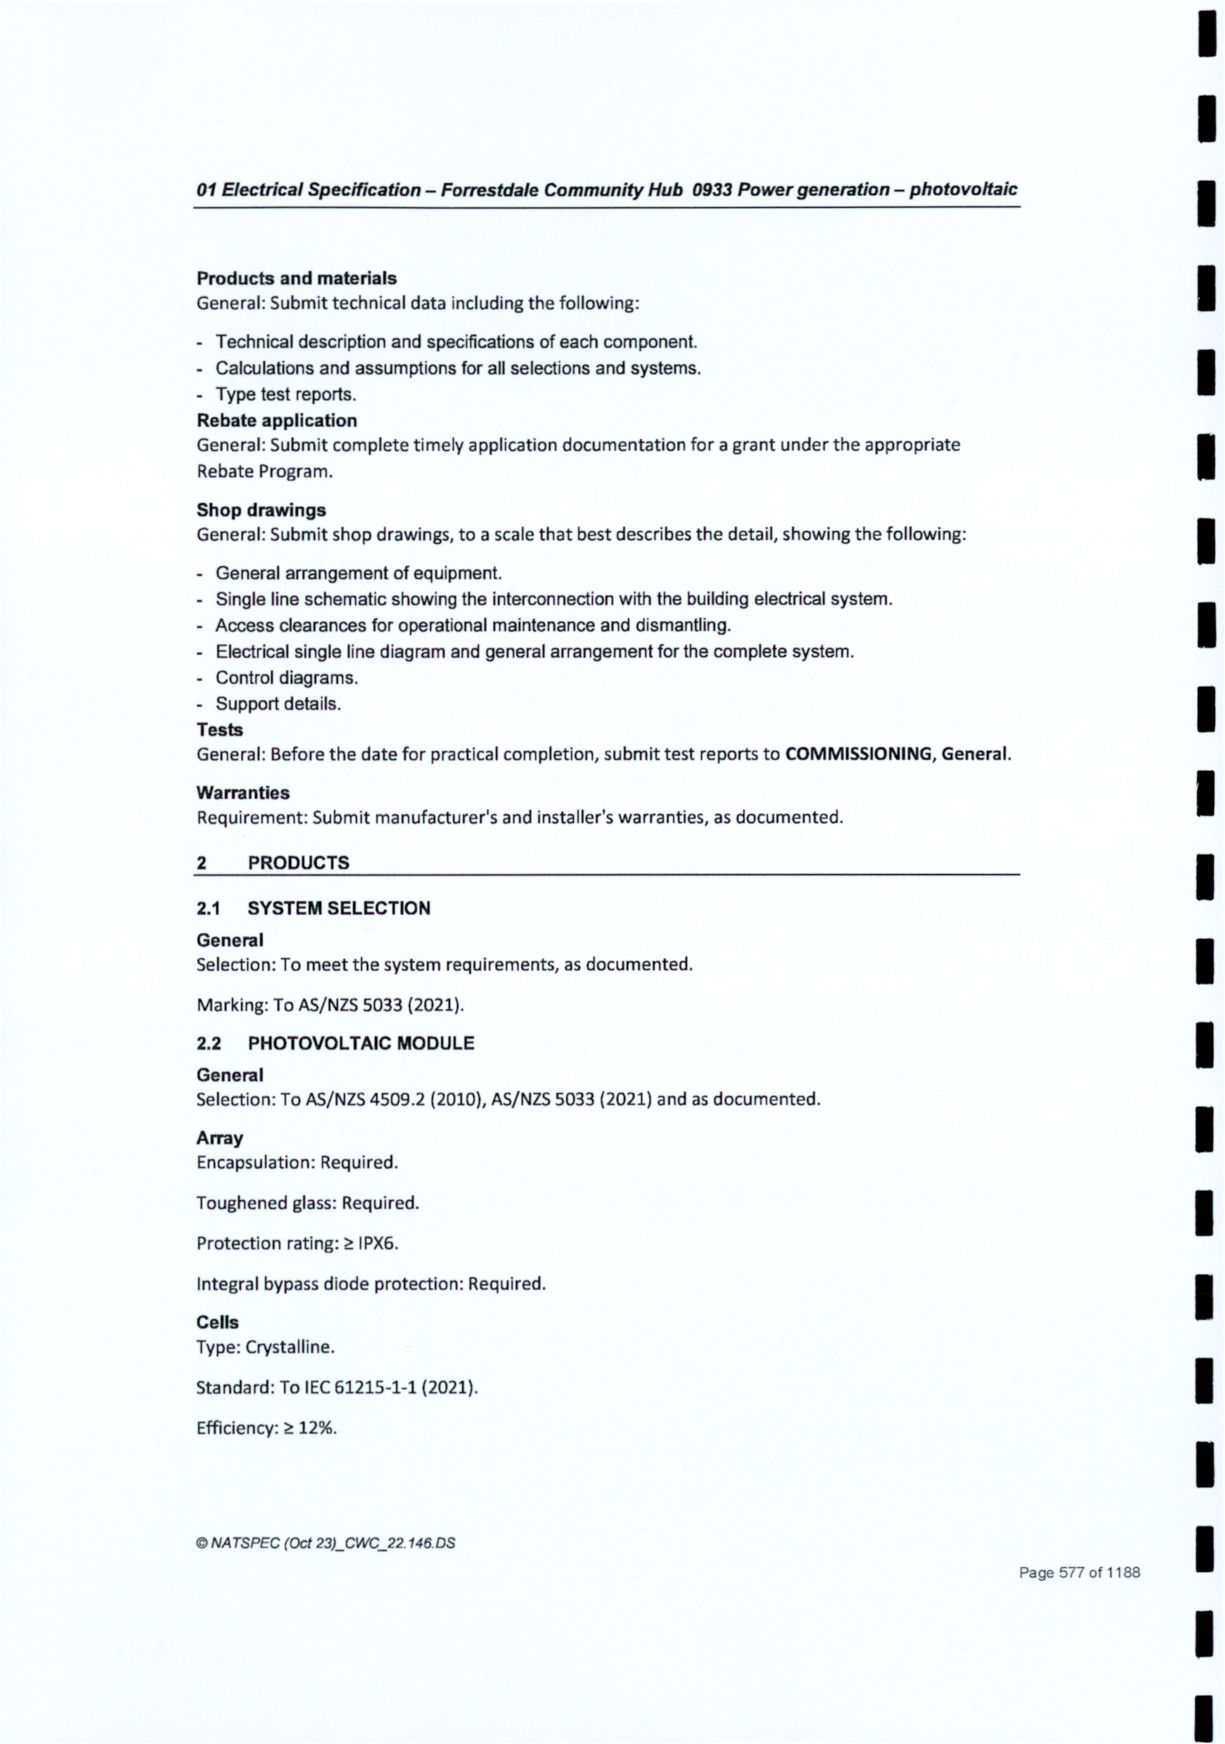 01 Electrical Specification – Forrestdale Community Hub 0933 Power generation – photovoltaic
Products and materials
General: Submit technical data including the following:
- Technical description and specifications of each component.
- Calculations and assumptions for all selections and systems.
- Type test reports.
Rebate application
General: Submit complete timely application documentation for a grant under the appropriate
Rebate Program.
Shop drawings
General: Submit shop drawings, to a scale that best describes the detail, showing the following:
- General arrangement of equipment.
- Single line schematic showing the interconnection with the building electrical system.
- Access clearances for operational maintenance and dismantling.
- Electrical single line diagram and general arrangement for the complete system.
- Control diagrams.
- Support details.
Tests
General: Before the date for practical completion, submit test reports to COMMISSIONING, General.
Warranties
Requirement: Submit manufacturer's and installer's warranties, as documented.
2 PRODUCTS
2.1 SYSTEM SELECTION
General
Selection: To meet the system requirements, as documented.
Marking: To AS/NZS 5033 (2021).
2.2 PHOTOVOLTAIC MODULE
General
Selection: To AS/NZS 4509.2 (2010), AS/NZS 5033 (2021) and as documented.
Array
Encapsulation: Required.
Toughened glass: Required.
Protection rating: ≥ IPX6.
Integral bypass diode protection: Required.
Cells
Type: Crystalline.
Standard: To IEC 61215-1-1 (2021).
Efficiency: ≥ 12%.
© NATSPEC (Oct 23)_CWC_22.146.DS
Page 577 of 1188